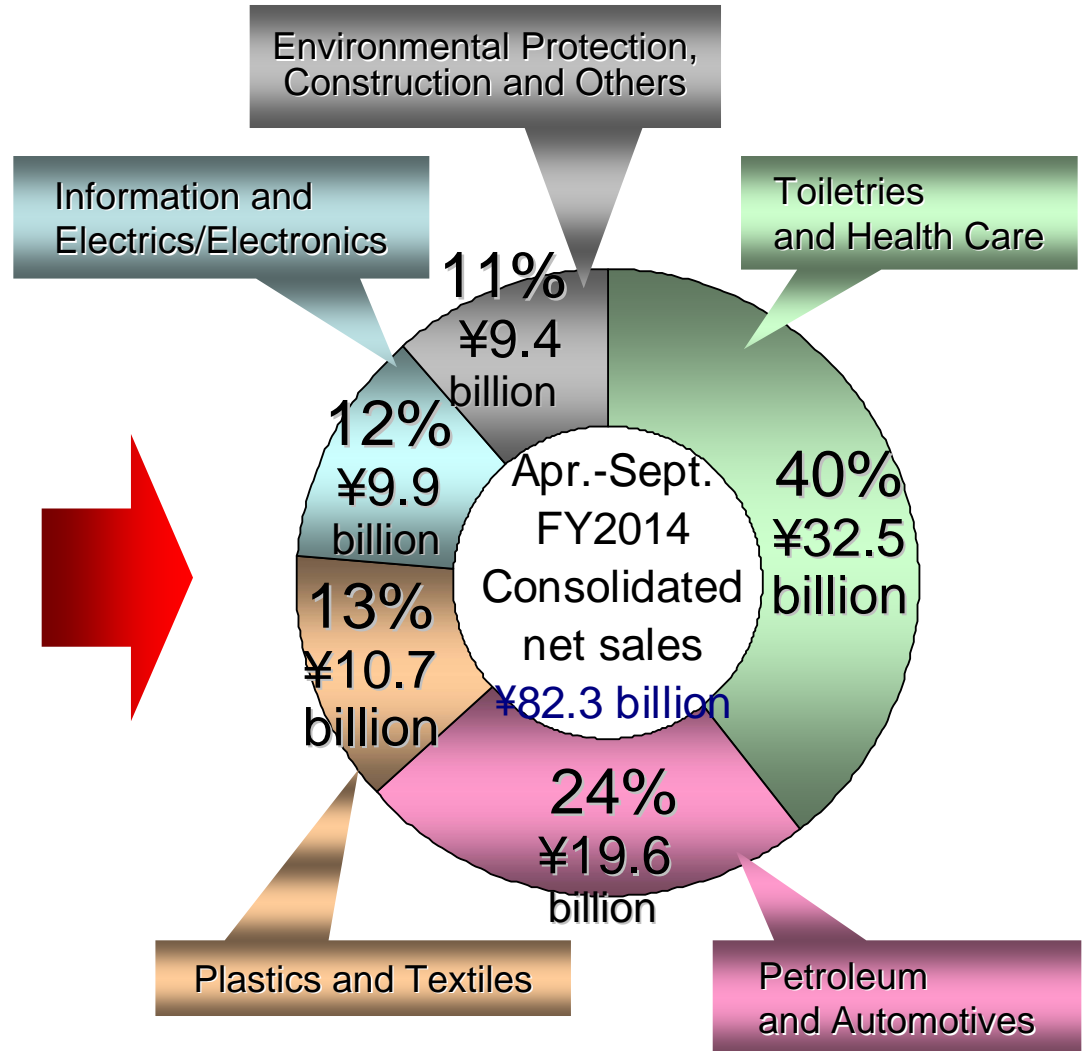 Environmental Protection,
Construction and Others
Information and
Electrics/Electronics
Toiletries
and Health Care
11%
¥9.4
billion
12%
¥9.9
billion
40%
¥32.5
billion
Apr.-Sept.
FY2014
Consolidated
net sales
¥82.3 billion
13%
¥10.7
billion
24%
¥19.6
billion
Plastics and Textiles
Petroleum
and Automotives